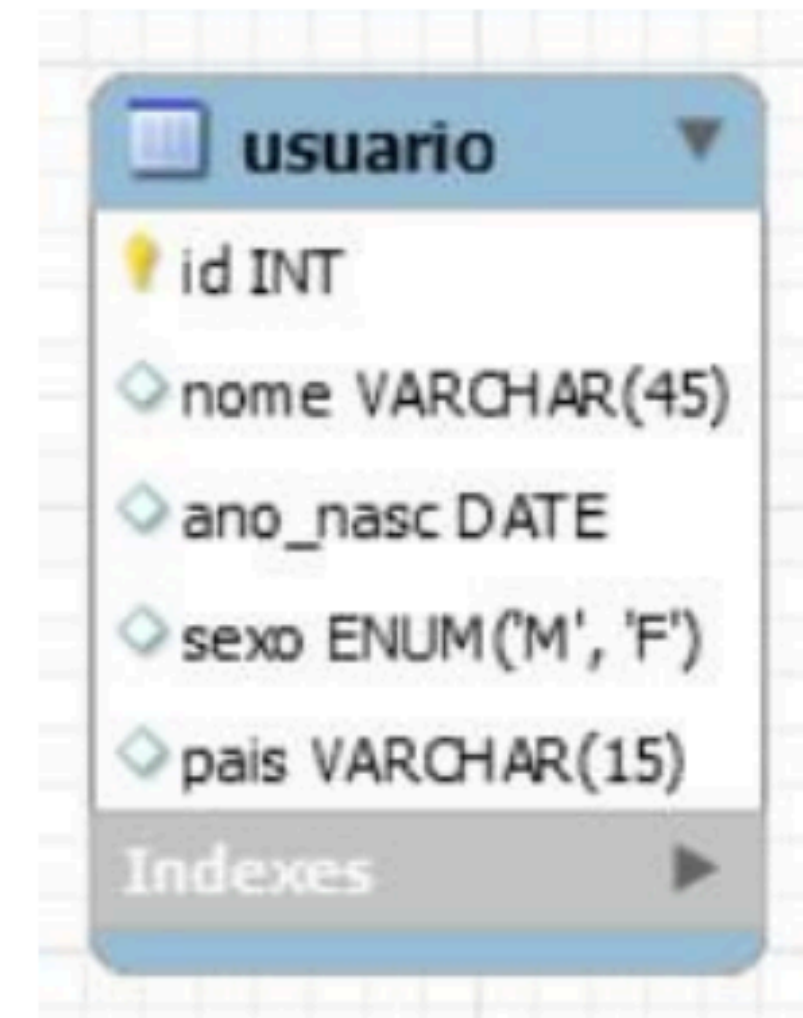 usuario
id INT
nome VARCHAR(45)
ano_nasc DATE
sexo ENUM('M', 'F')
pais VARCHAR(15)
Indexes